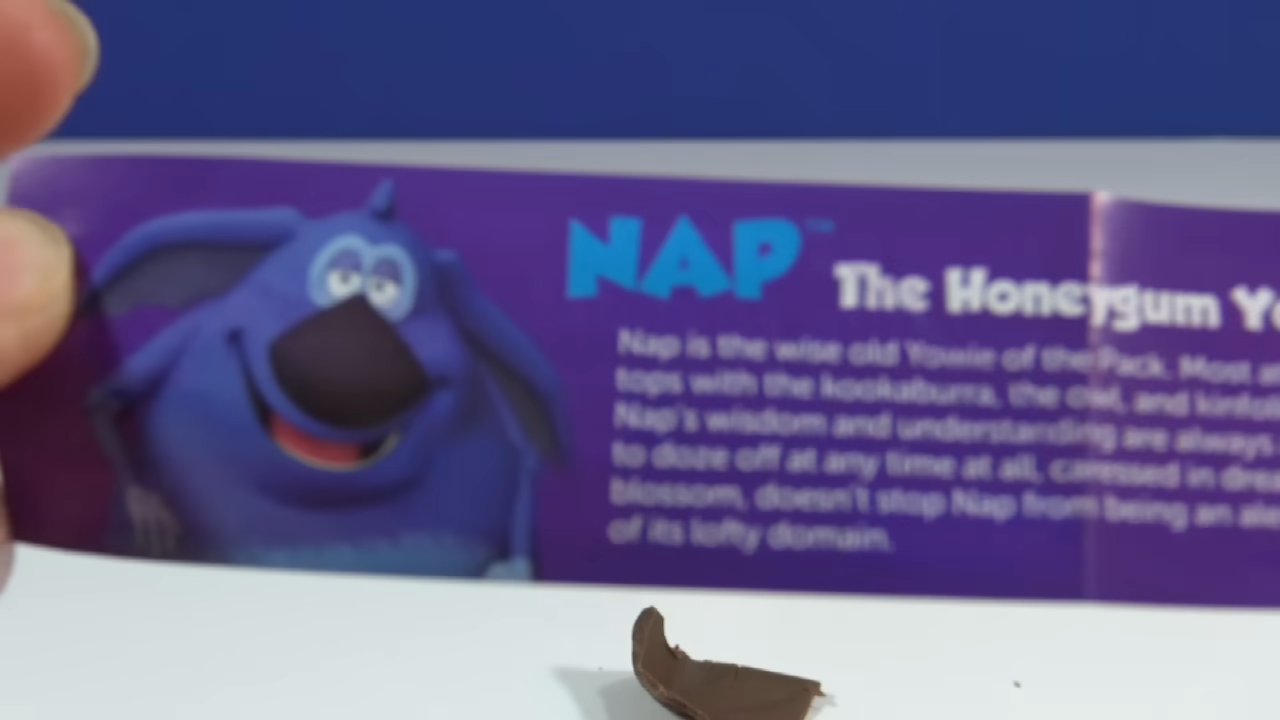 NAP™ The Honeygum Yo
Nap is the wise old Yowie of the Pack. Most
tops with the kookaburra, the owl, and kinfol
Nap's wisdom and understanding are always
to doze off at any time at all, caressed in drea
blossom, doesn't stop Nap from being an ale
of its lofty domain.